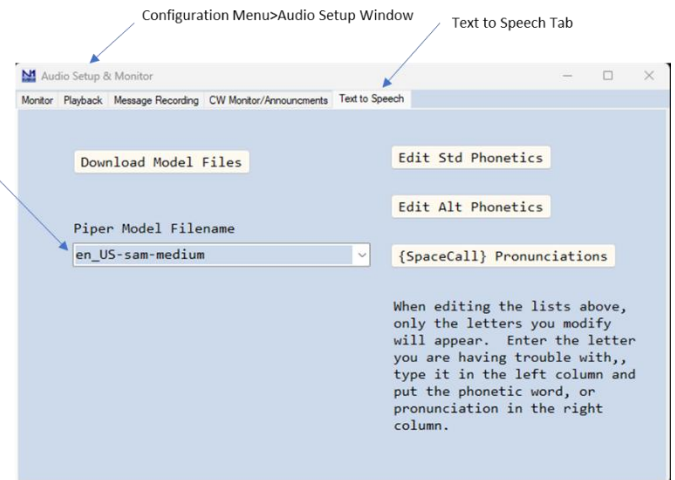 Configuration Menu>Audio Setup Window
Text to Speech Tab
N1 Audio Setup & Monitor
Monitor Playback Message Recording CW Monitor/Announcments Text to Speech
Download Model Files
Edit Std Phonetics
Edit Alt Phonetics
Piper Model Filename
en_US-sam-medium
{SpaceCall} Pronunciations
When editing the lists above,
only the letters you modify
will appear. Enter the letter
you are having trouble with,,
type it in the left column and
put the phonetic word, or
pronunciation in the right
column.